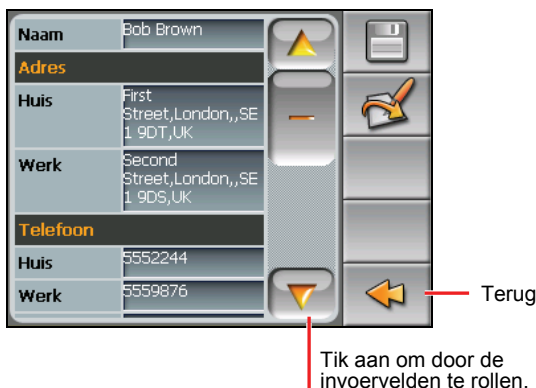 Naam Bob Brown
Adres
Huis First
Street,London,,SE
1 9DT,UK
Werk Second
Street,London,,SE
1 9DS,UK
Telefoon
Huis 5552244
Werk 5559876
Terug
Tik aan om door de
invoervelden te rollen.